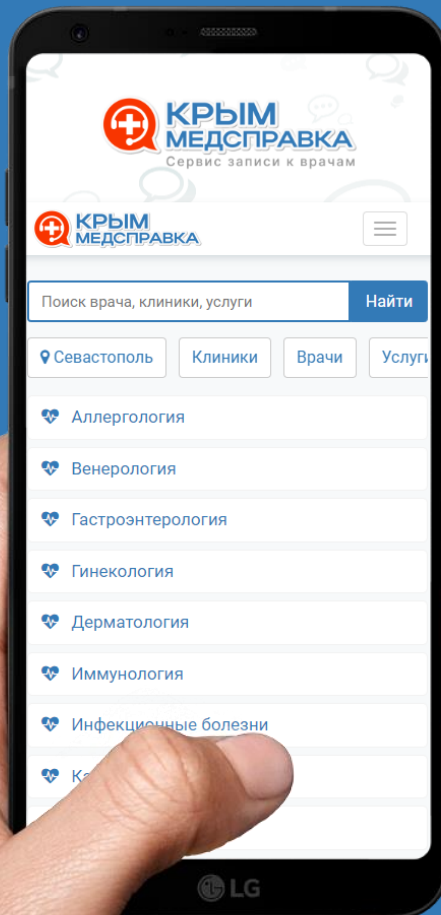 КРЫМ
МЕДСПРАВКА
Сервис записи к врачам
КРЫМ
МЕДСПРАВКА
Поиск врача, клиники, услуги Найти
Севастополь Клиники Врачи
Аллергология
Венерология
Гастроэнтерология
Гинекология
Дерматология
Иммунология
Инфекционные болезни
LG